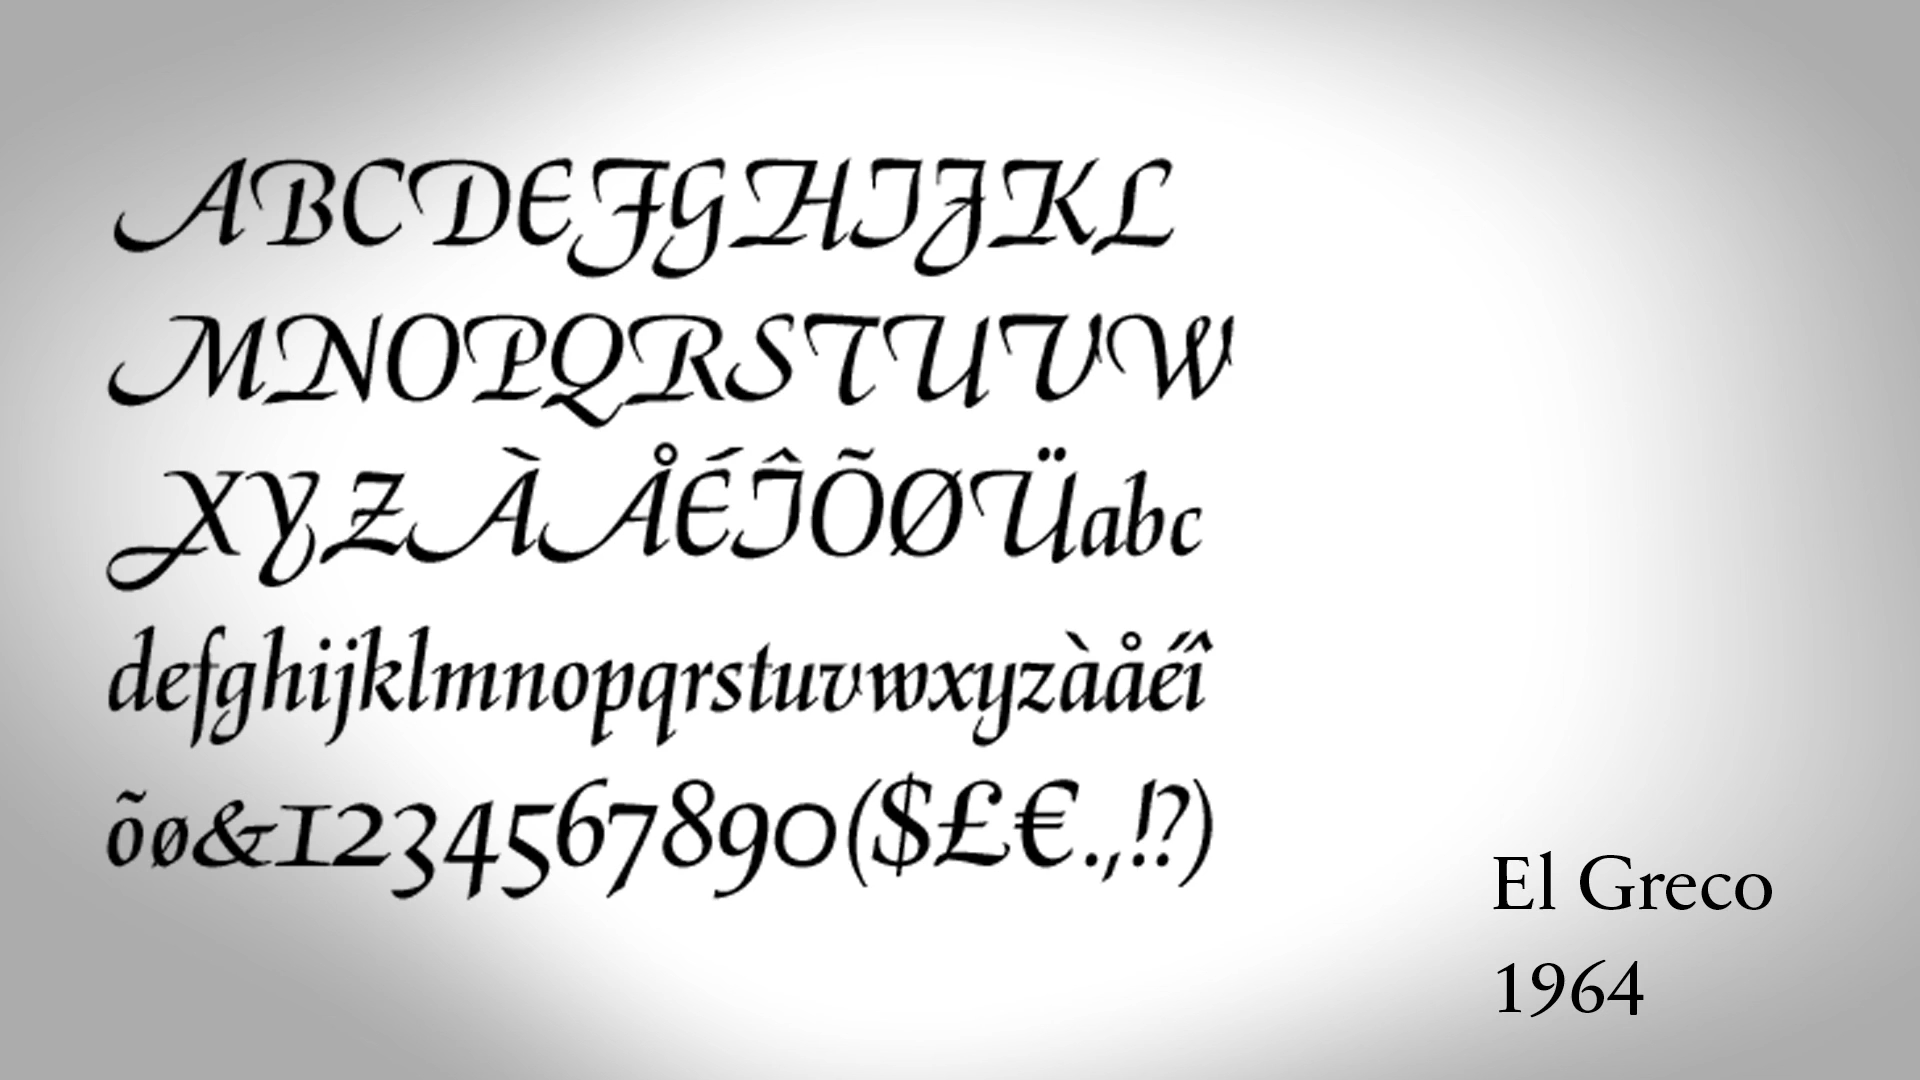 ABCDEFGHIJKL
MNOPQRSTUVW
XYZÀÅÉÎÕØÜabc
defghijklmnopqrstuvwxyzàåéî
õø&1234567890($£€.,!?)
El Greco
1964